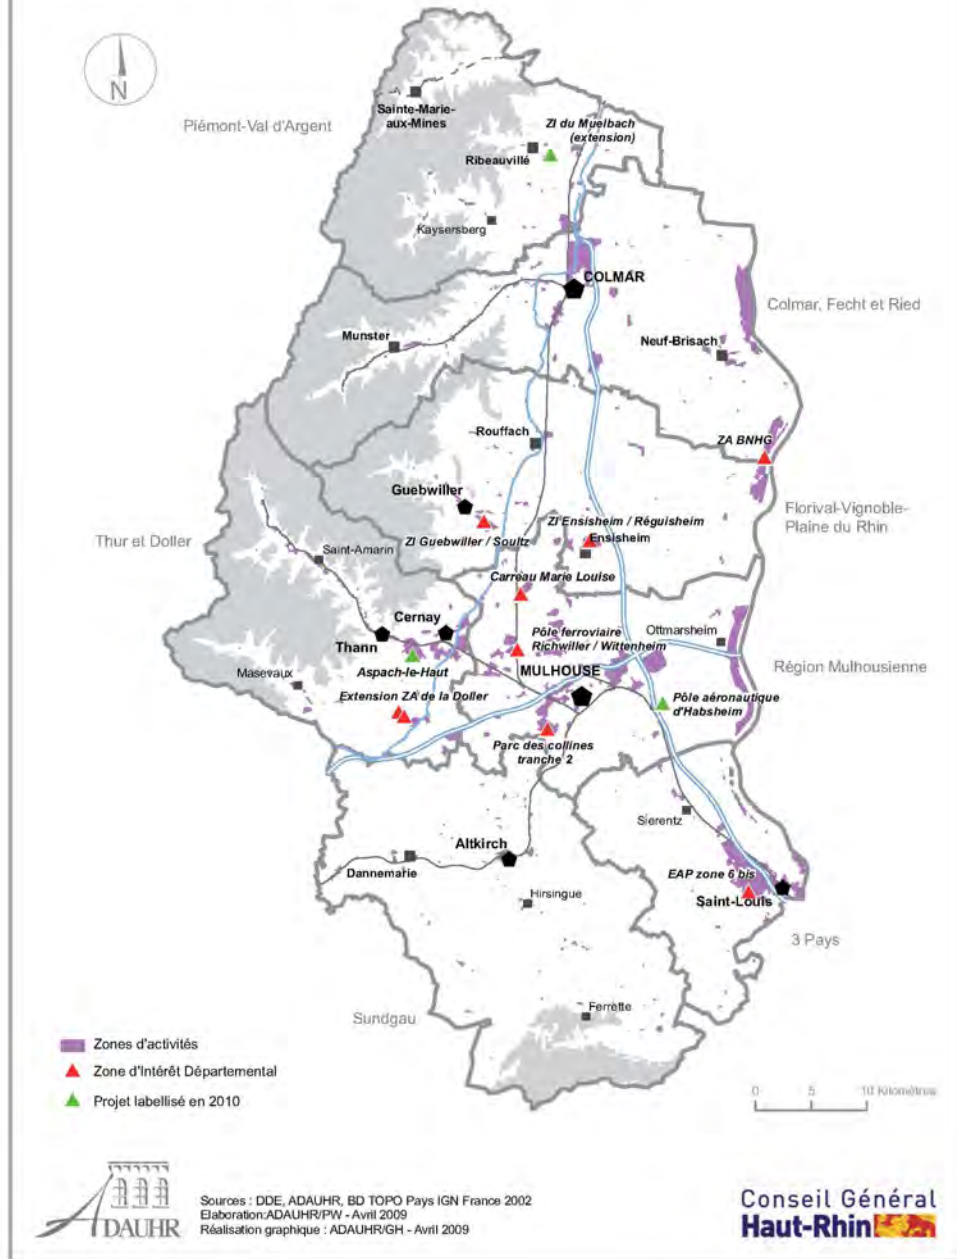 N
Piémont-Val d'Argent
Sainte-Marie-
aux-Mines
ZI du Muelbach
(extension)
Ribeauvillé
Kaysersberg
COLMAR
Colmar, Fecht et Ried
Munster
Neuf-Brisach
Rouffach
ZA BNHG
Guebwiller
ZI Guebwiller / Soultz
ZI Ensisheim / Réguisheim
Ensisheim
Florival-Vignoble-
Plaine du Rhin
Thur et Doller
Saint-Amarin
Carreau Marie Louise
Cernay
Thann
Pôle ferroviaire
Richwiller / Wittenheim
Ottmarsheim
Aspach-le-Haut
MULHOUSE
Région Mulhousienne
Masevaux
Extension ZA de la Doller
Pôle aéronautique
d'Habsheim
Parc des collines
tranche 2
Sierentz
Altkirch
Dannemarie
Hirsingue
EAP zone 6 bis
Saint-Louis
3 Pays
Ferrette
Sundgau
Zones d'activités
Zone d'Intérêt Départemental
Projet labellisé en 2010
0 5 10 Kilomètres
ADAUHR
Sources : DDE, ADAUHR, BD TOPO Pays IGN France 2002
Elaboration:ADAUHR/PW - Avril 2009
Réalisation graphique : ADAUHR/GH - Avril 2009
Conseil Général
Haut-Rhin